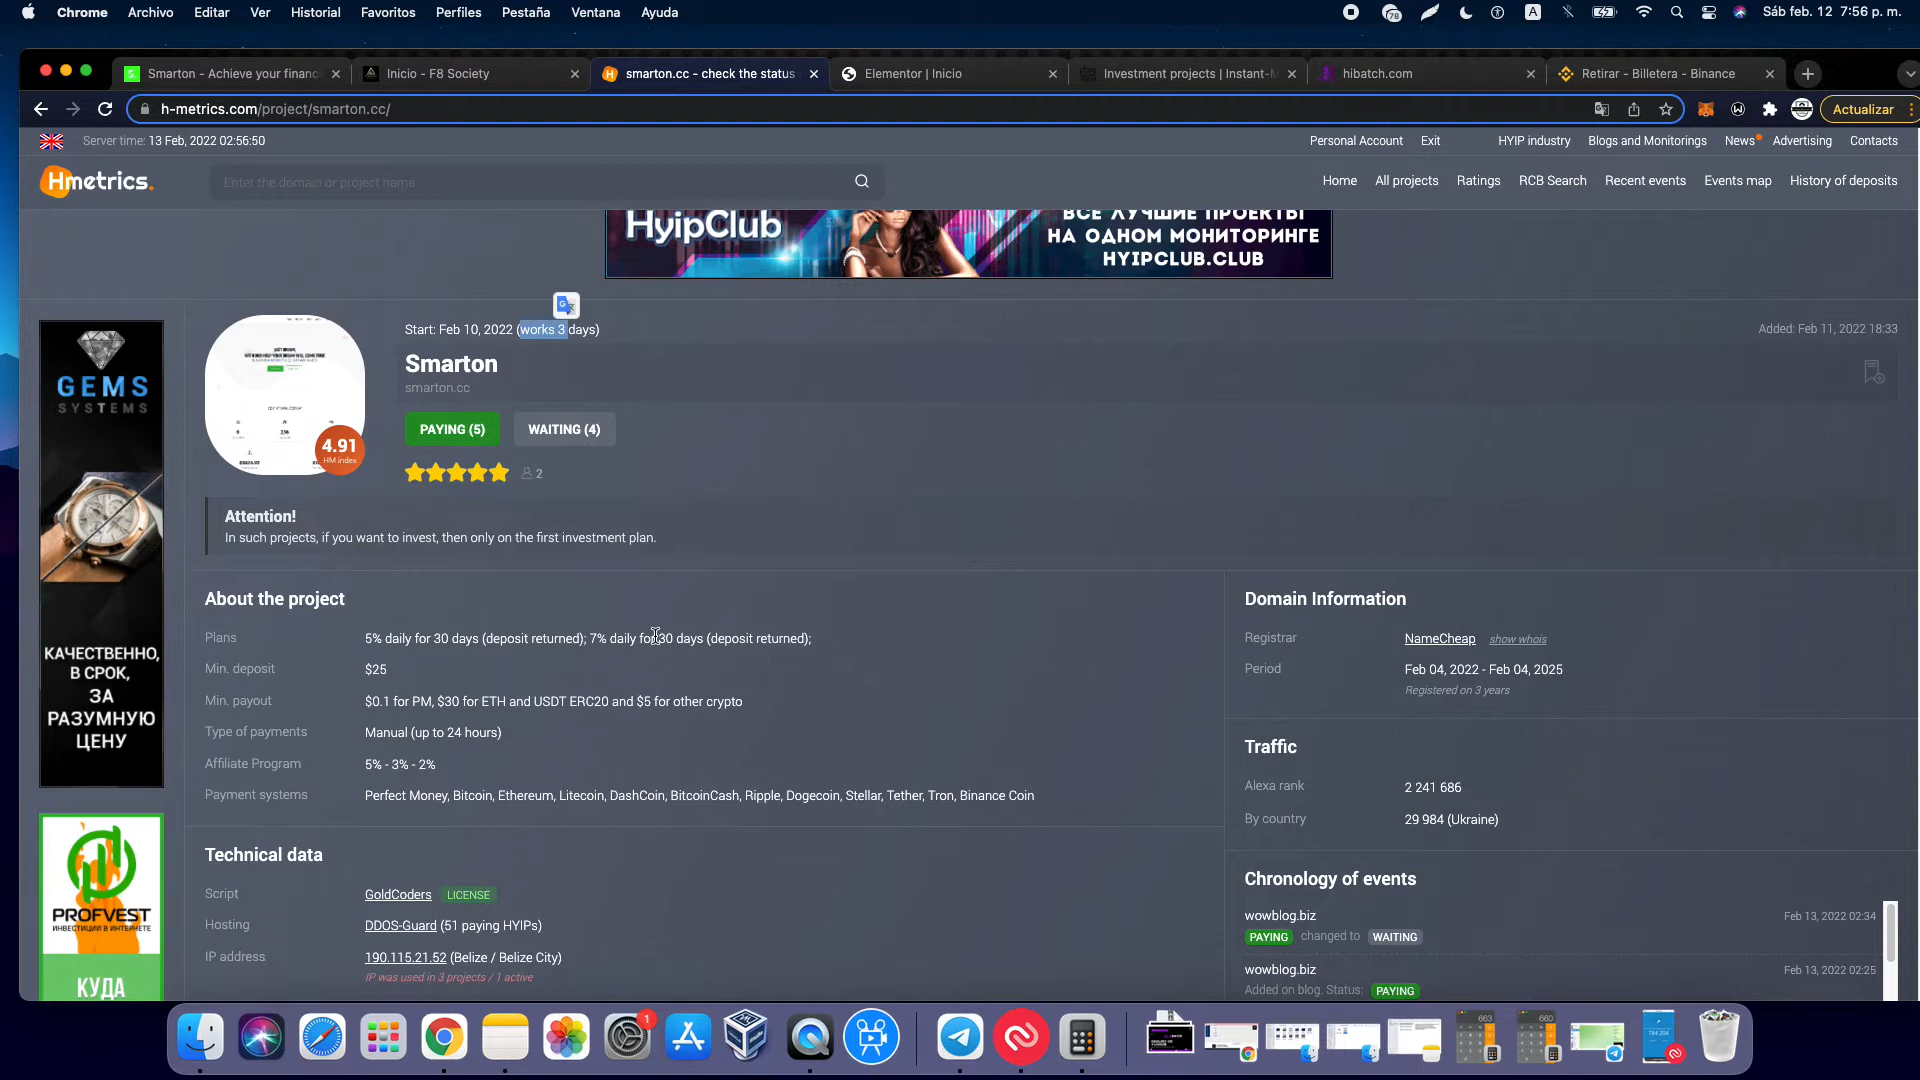 Chrome Archivo Editar Ver Historial Favoritos Perfiles Pestaña Ventana Ayuda
78 A Sáb feb. 12 7:56 p. m.
Smarton - Achieve your financ
Inicio - F8 Society
smarton.cc - check the status
Elementor | Inicio
Investment projects | Instant-M
hibatch.com
Retirar - Billetera - Binance
h-metrics.com/project/smarton.cc/
Actualizar
Server time: 13 Feb, 2022 02:56:50
Personal Account Exit HYIP industry Blogs and Monitorings News Advertising Contacts
Hmetrics.
Enter the domain or project name
Home All projects Ratings RCB Search Recent events Events map History of deposits
HyipClub
ВСЕ ЛУЧШИЕ ПРОЕКТЫ
НА ОДНОМ МОНИТОРИНГЕ
HYIPCLUB.CLUB
Start: Feb 10, 2022 (works 3 days)
Added: Feb 11, 2022 18:33
Smarton
smarton.cc
PAYING (5) WAITING (4)
4.91
HM index
2
Attention!
In such projects, if you want to invest, then only on the first investment plan.
GEMS
SYSTEMS
КАЧЕСТВЕННО,
В СРОК,
ЗА
РАЗУМНУЮ
ЦЕНУ
PROFVEST
ИНВЕСТИЦИИ В ИНТЕРНЕТЕ
КУДА
About the project
Plans 5% daily for 30 days (deposit returned); 7% daily for 30 days (deposit returned);
Min. deposit $25
Min. payout $0.1 for PM, $30 for ETH and USDT ERC20 and $5 for other crypto
Type of payments Manual (up to 24 hours)
Affiliate Program 5% - 3% - 2%
Payment systems Perfect Money, Bitcoin, Ethereum, Litecoin, DashCoin, BitcoinCash, Ripple, Dogecoin, Stellar, Tether, Tron, Binance Coin
Technical data
Script GoldCoders LICENSE
Hosting DDOS-Guard (51 paying HYIPs)
IP address 190.115.21.52 (Belize / Belize City)
IP was used in 3 projects / 1 active
Domain Information
Registrar NameCheap show whois
Period Feb 04, 2022 - Feb 04, 2025
Registered on 3 years
Traffic
Alexa rank 2 241 686
By country 29 984 (Ukraine)
Chronology of events
wowblog.biz Feb 13, 2022 02:34
PAYING changed to WAITING
wowblog.biz Feb 13, 2022 02:25
Added on blog. Status: PAYING
1
663
660